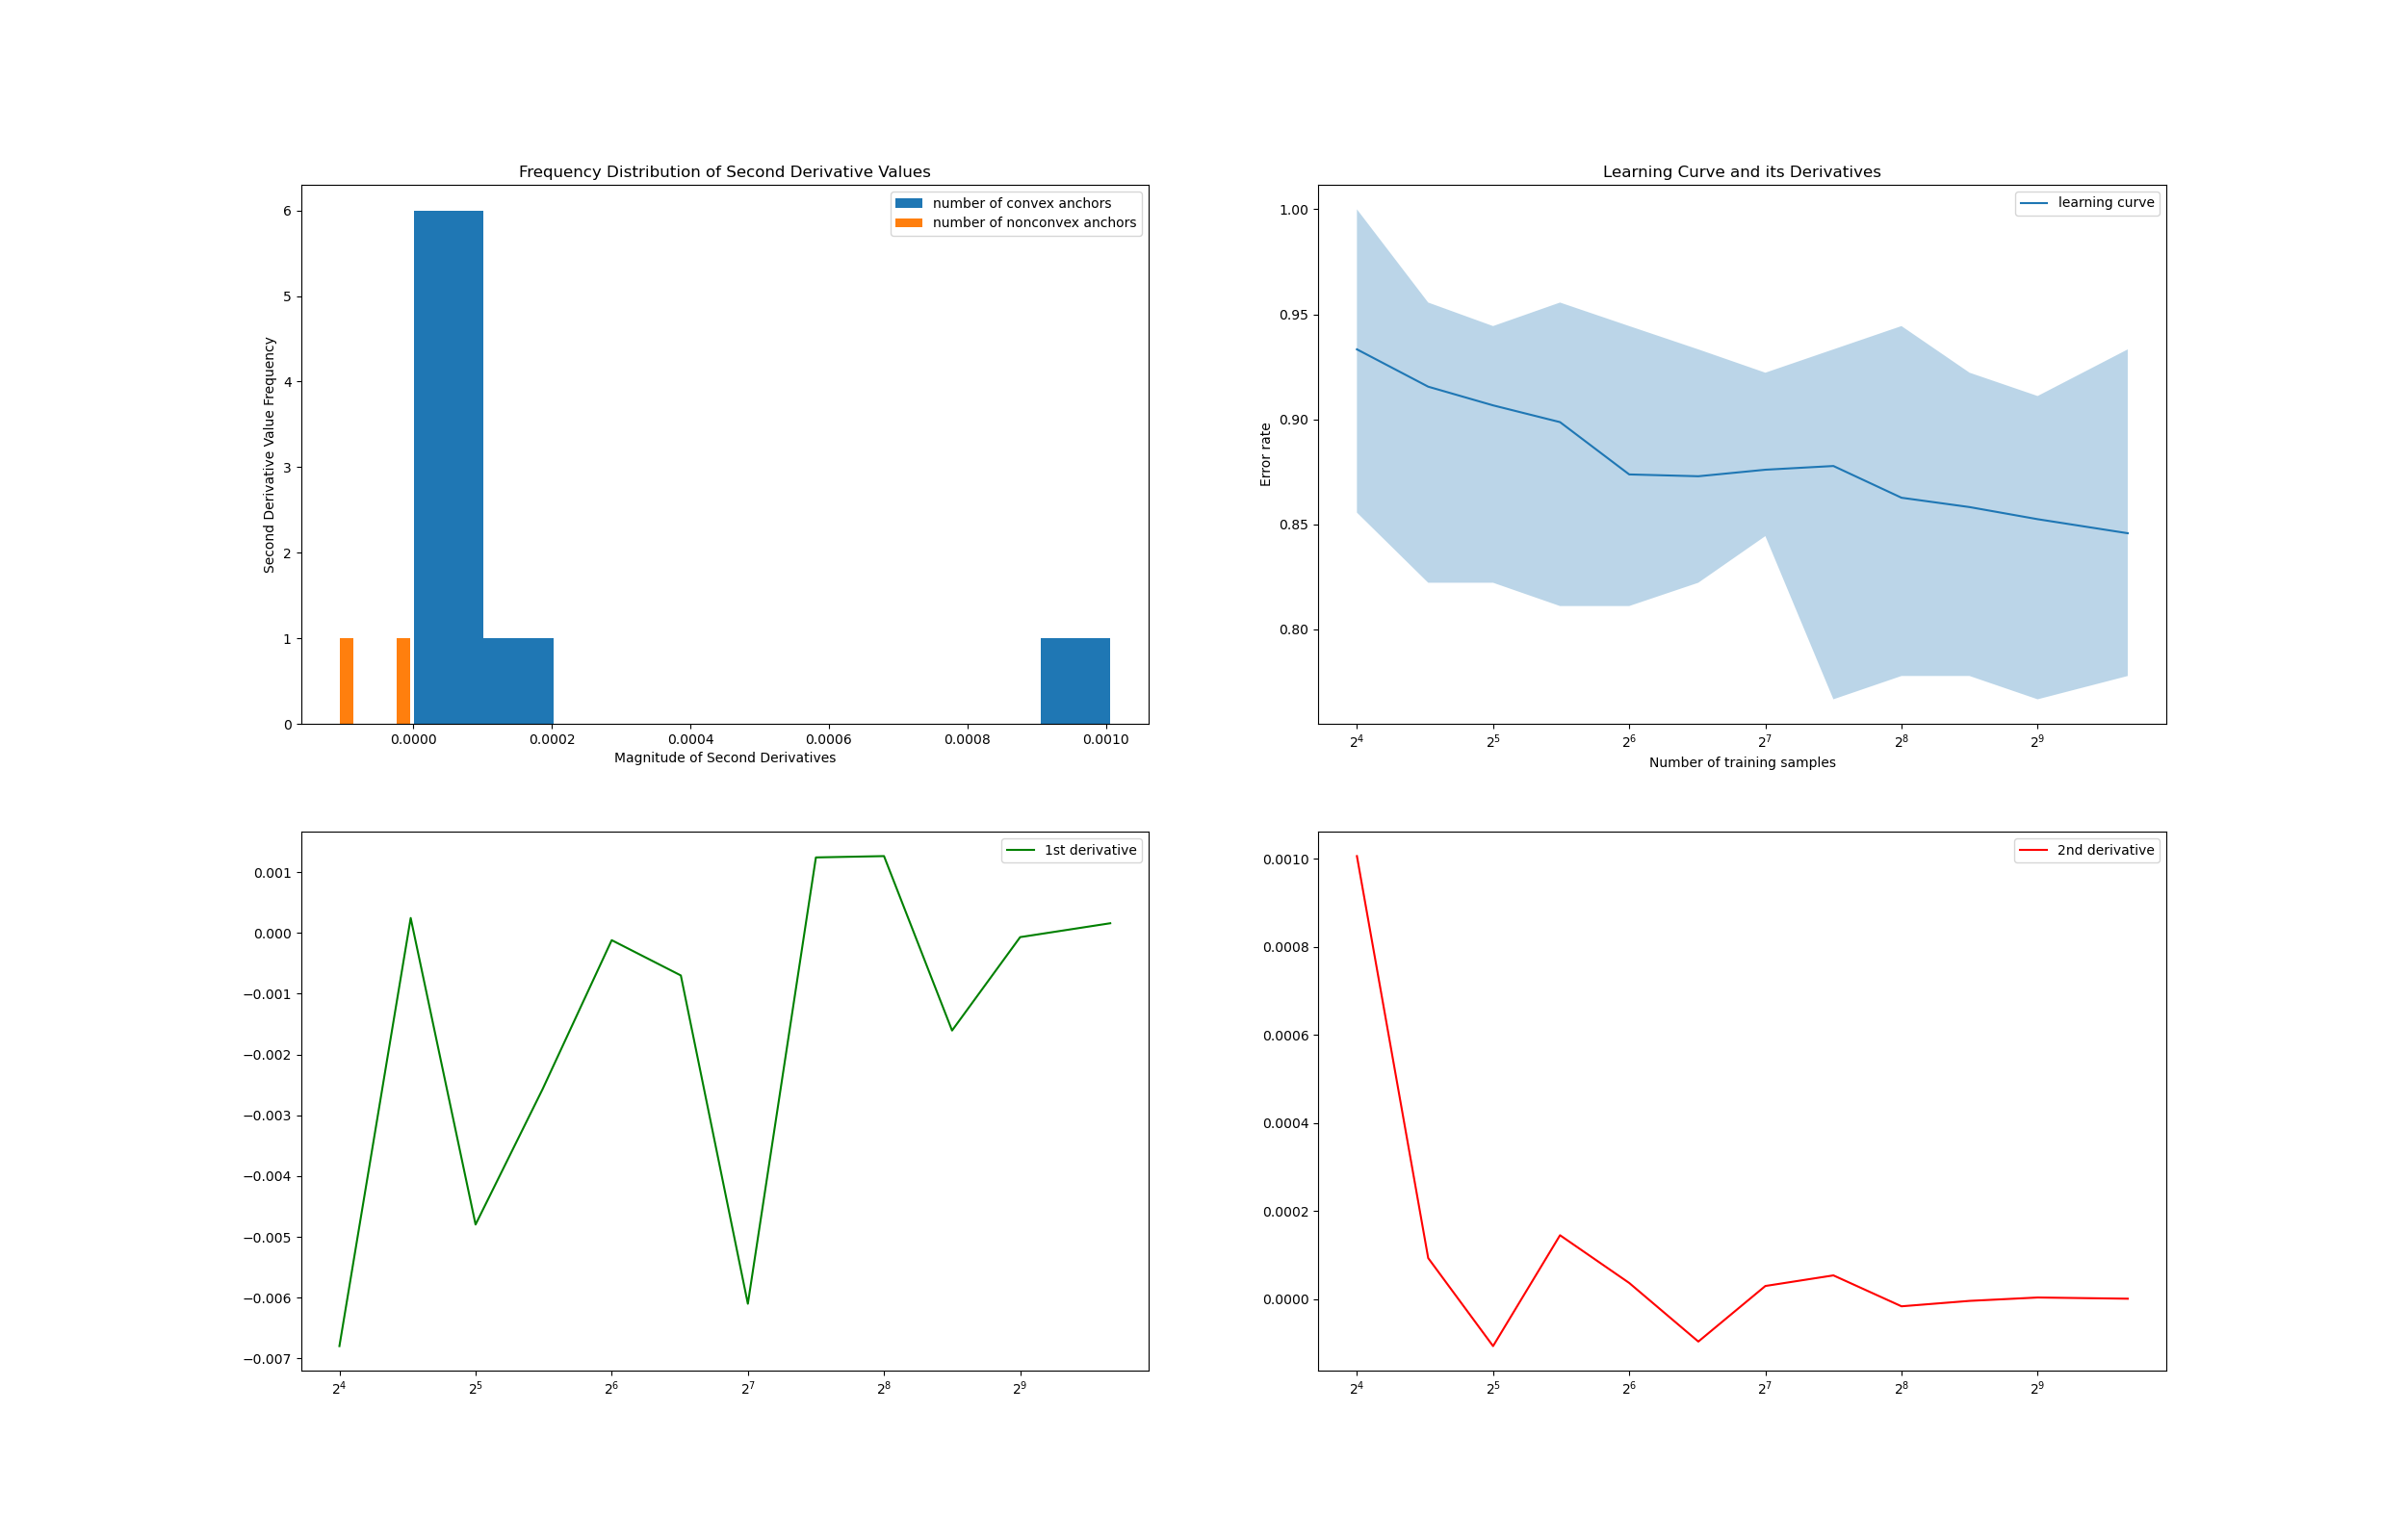 Frequency Distribution of Second Derivative Values
number of convex anchors
number of nonconvex anchors
Second Derivative Value Frequency
6
5
4
3
2
1
0
0.0000 0.0002 0.0004 0.0006 0.0008 0.0010
Magnitude of Second Derivatives
Learning Curve and its Derivatives
learning curve
Error rate
1.00
0.95
0.90
0.85
0.80
2⁴ 2⁵ 2⁶ 2⁷ 2⁸ 2⁹
Number of training samples
1st derivative
0.001
0.000
−0.001
−0.002
−0.003
−0.004
−0.005
−0.006
−0.007
2⁴ 2⁵ 2⁶ 2⁷ 2⁸ 2⁹
2nd derivative
0.0010
0.0008
0.0006
0.0004
0.0002
0.0000
2⁴ 2⁵ 2⁶ 2⁷ 2⁸ 2⁹